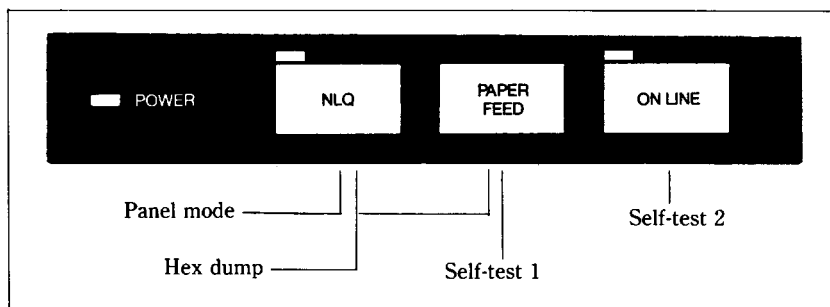 POWER
NLQ
PAPER
FEED
ON LINE
Panel mode
Self-test 2
Hex dump
Self-test 1